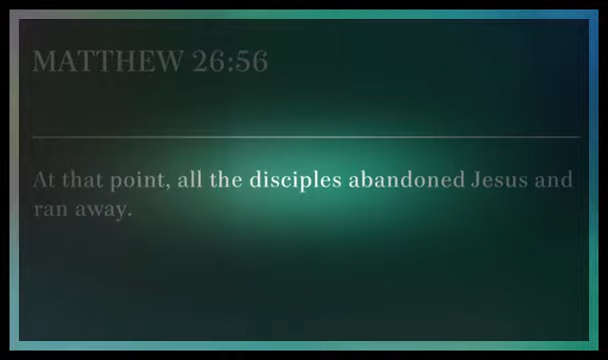 MATTHEW 26:56
At that point, all the disciples abandoned Jesus and
ran away.